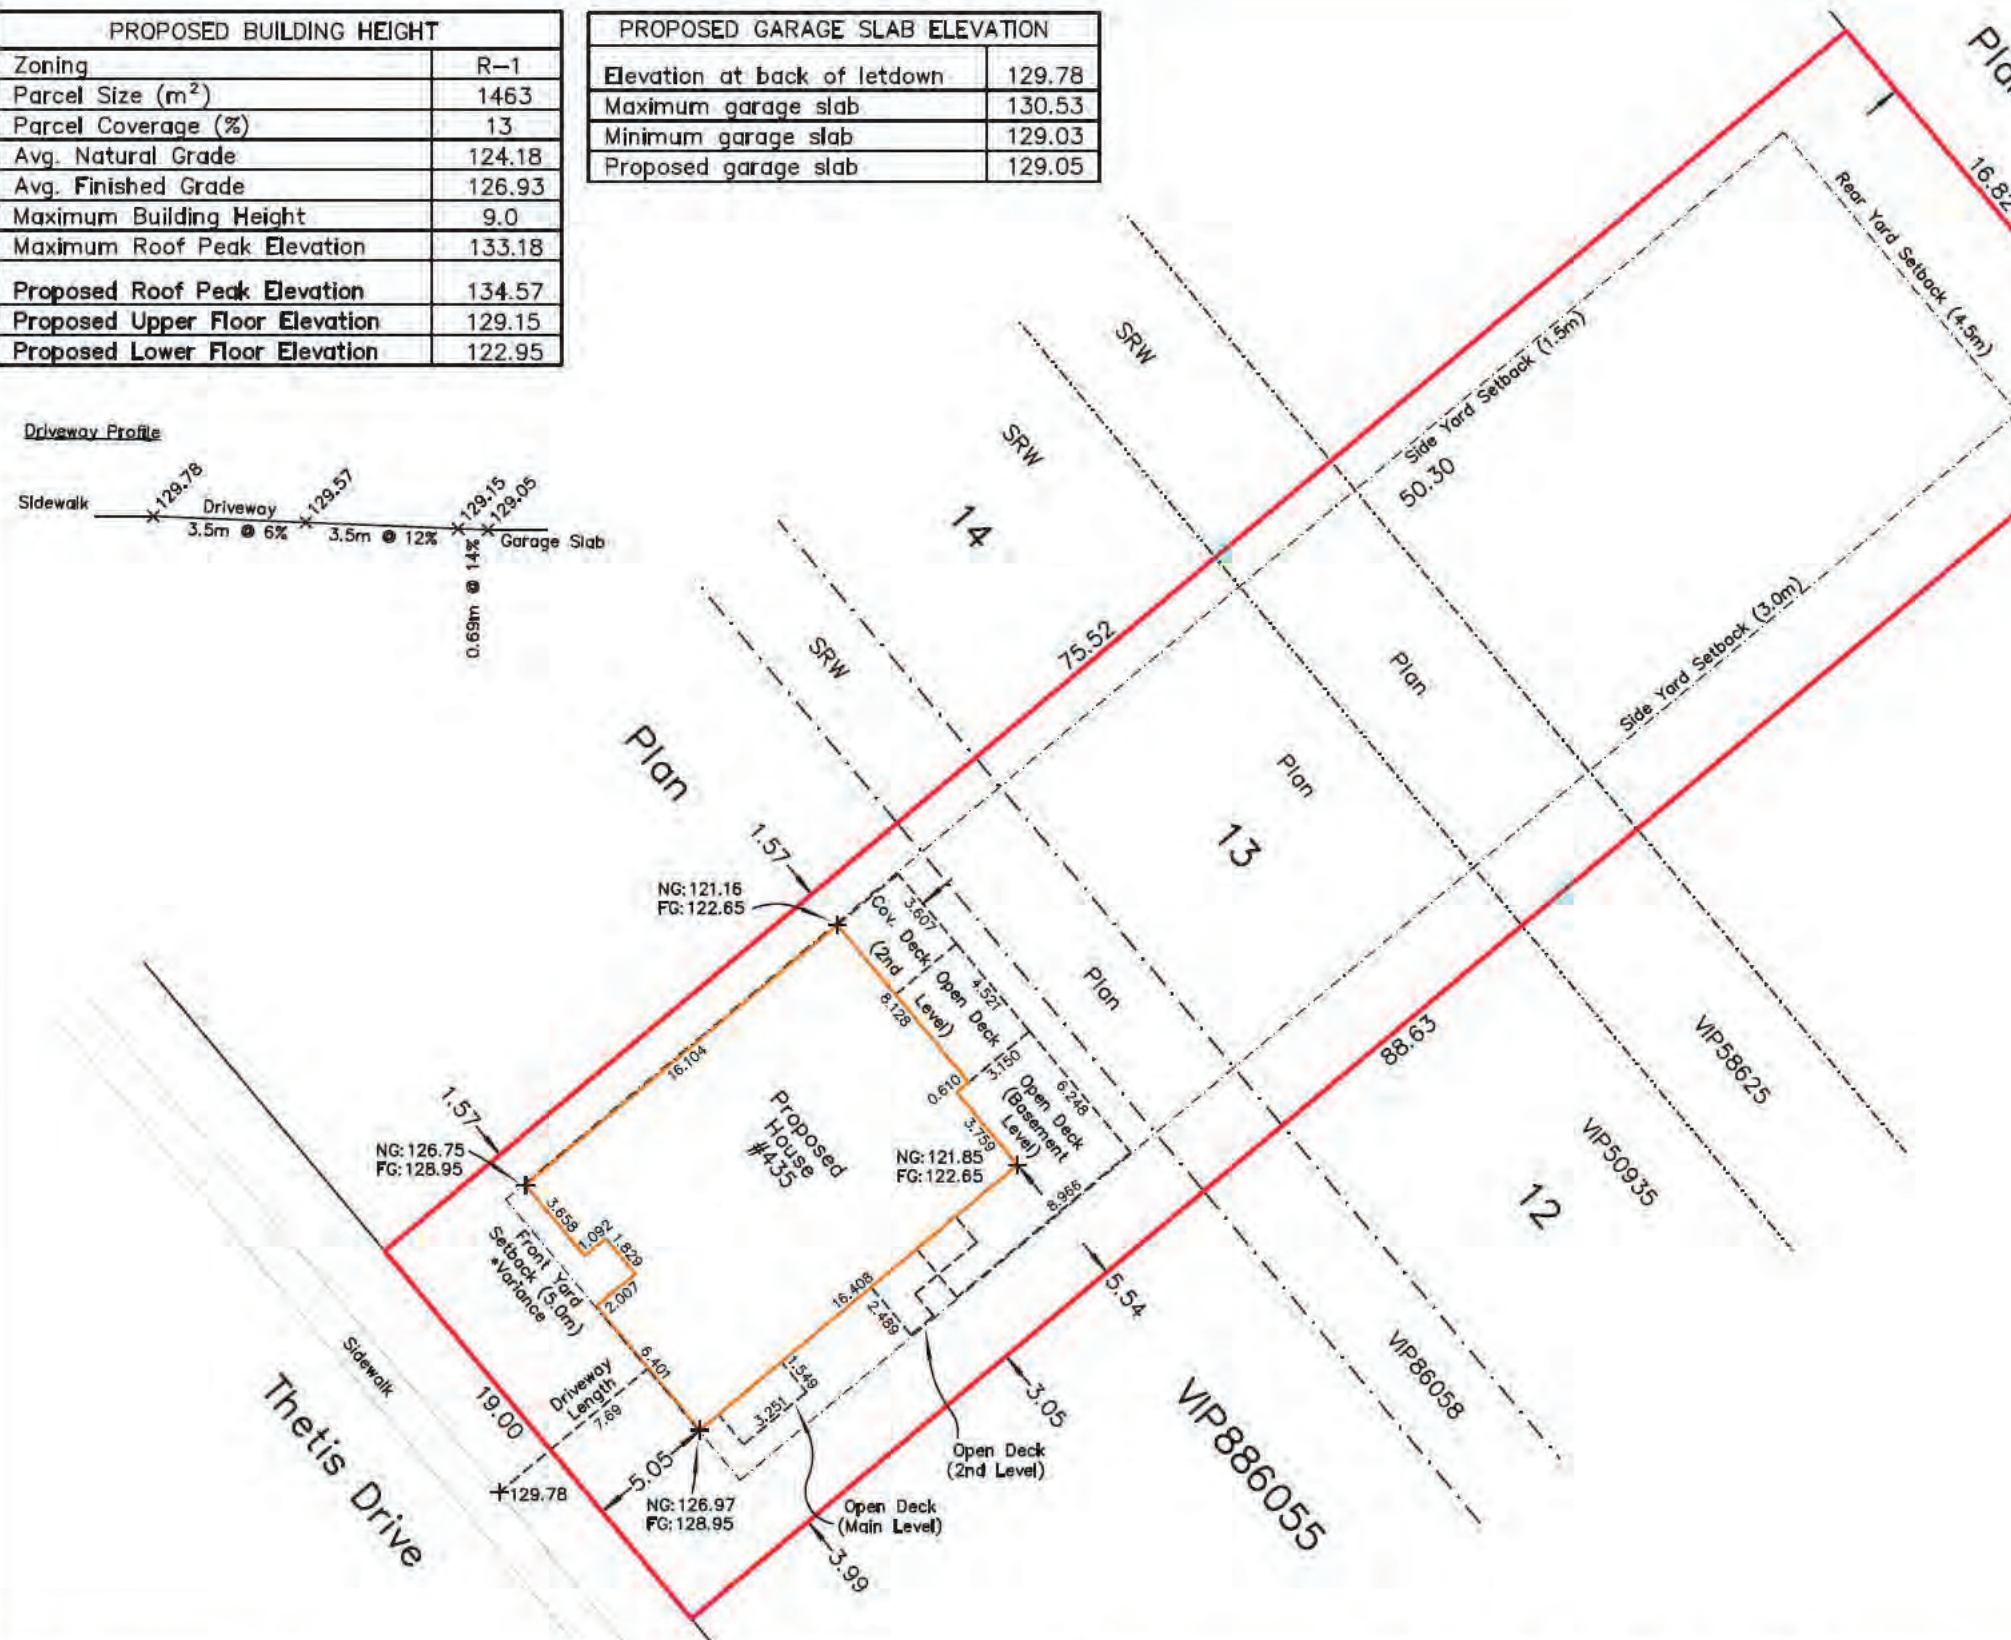 PROPOSED BUILDING HEIGHT
Zoning R-1
Parcel Size (m²) 1463
Parcel Coverage (%) 13
Avg. Natural Grade 124.18
Avg. Finished Grade 126.93
Maximum Building Height 9.0
Maximum Roof Peak Elevation 133.18
Proposed Roof Peak Elevation 134.57
Proposed Upper Floor Elevation 129.15
Proposed Lower Floor Elevation 122.95
PROPOSED GARAGE SLAB ELEVATION
Elevation at back of letdown 129.78
Maximum garage slab 130.53
Minimum garage slab 129.03
Proposed garage slab 129.05
Driveway Profile
Sidewalk
129.78
Driveway
3.5m @ 6%
129.57
3.5m @ 12%
129.15
129.05
0.69m @ 14%
Garage Slab
16.82
Rear Yard Setback (4.5m)
Side Yard Setback (1.5m)
50.30
SRW
SRW
14
SRW
75.52
Plan
Side Yard Setback (3.0m)
Plan
Plan
13
Plan
1.57
NG:121.16
FG:122.65
Cov. Deck
(2nd
Level)
3.607
8.128
Open Deck
4.521
3.150
0.610
6.248
Open Deck
(Basement
Level)
3.759
NG:121.85
FG:122.65
8.966
16.104
Proposed
House
#435
1.57
NG:126.75
FG:128.95
3.658
1.092
1.829
2.007
Front Yard
Setback (5.0m)
*Variance
6.401
16.408
2.489
1.549
3.251
Driveway
Length
7.69
129.78
19.00
5.05
NG:126.97
FG:128.95
Open Deck
(Main Level)
Open Deck
(2nd Level)
3.99
3.05
5.54
88.63
12
VIP58625
VIP50935
VIP86058
VIP886055
Sidewalk
Thetis Drive